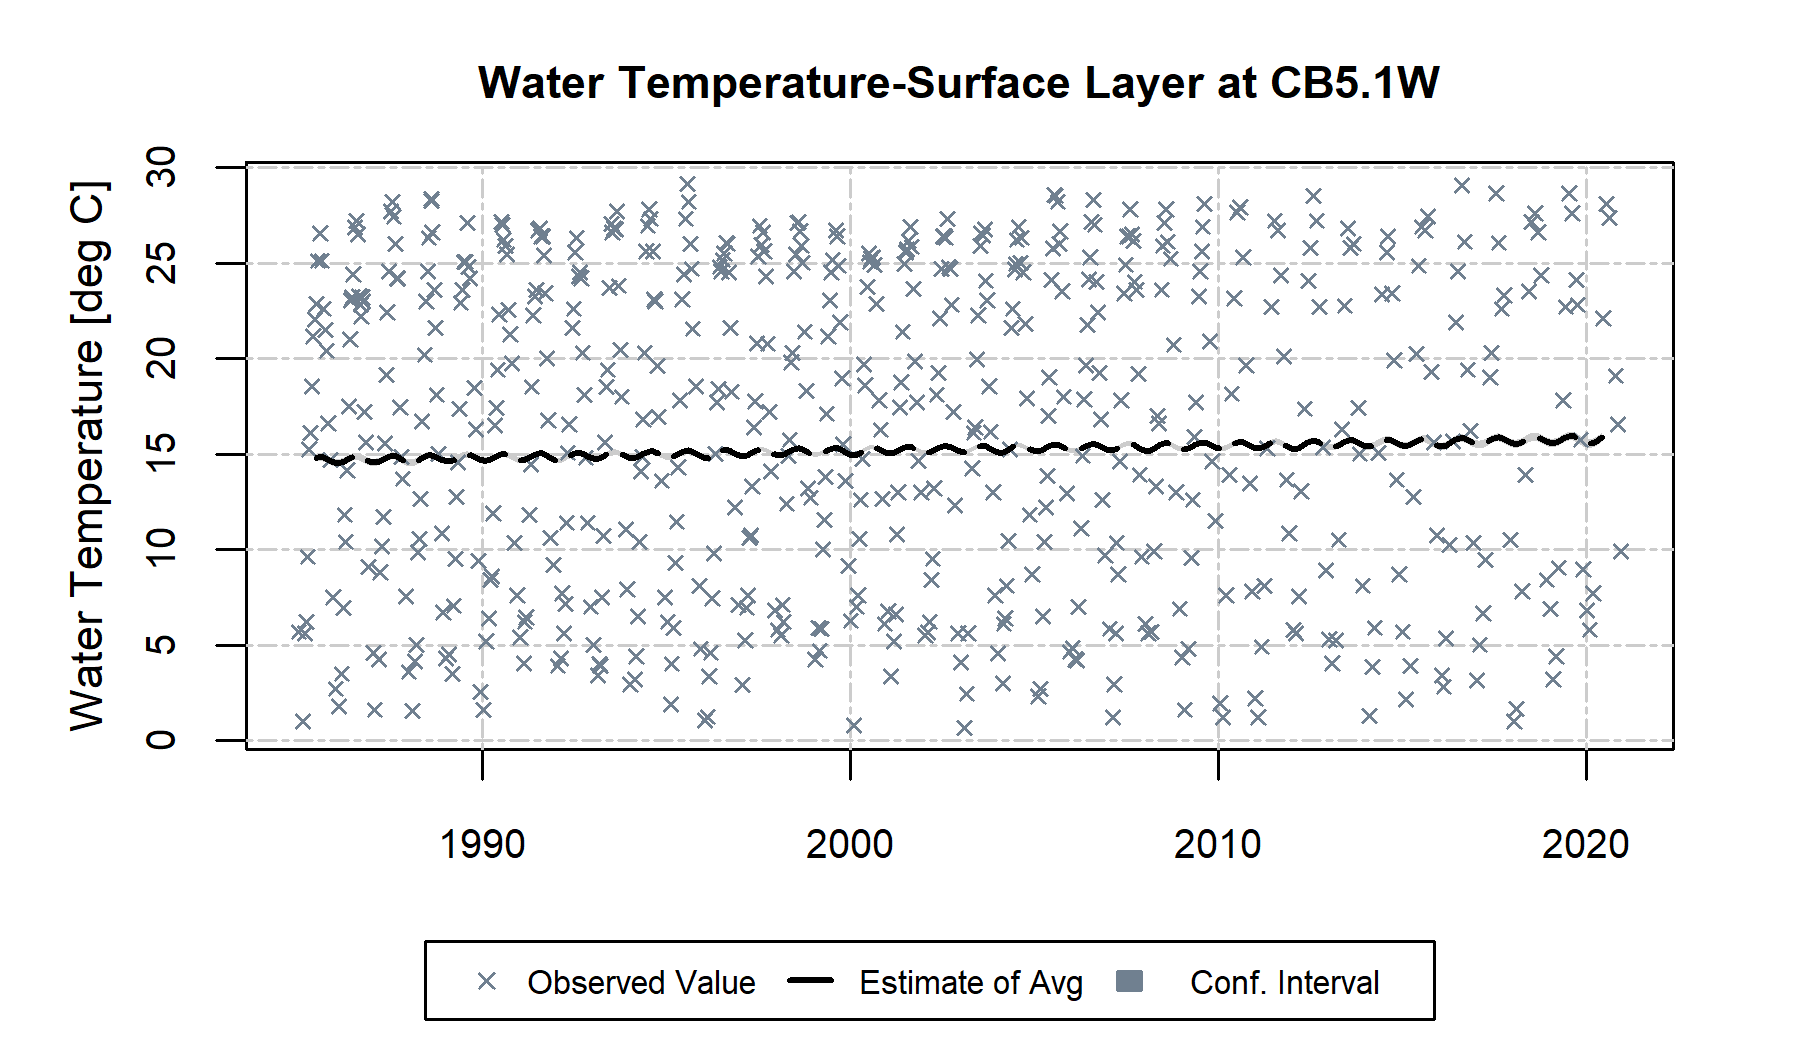 Water Temperature-Surface Layer at CB5.1W
Water Temperature [deg C]
30
25
20
15
10
5
0
1990 2000 2010 2020
Observed Value Estimate of Avg Conf. Interval